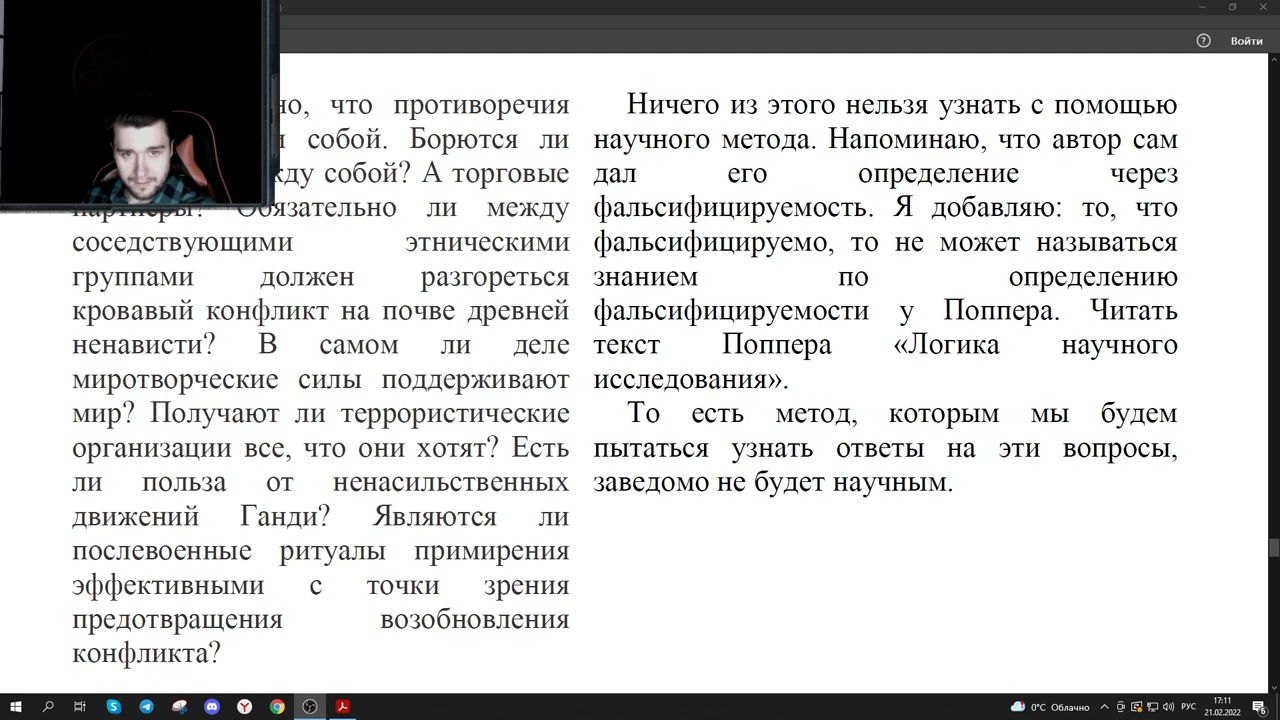 Войти
что противоречия
собой. Борются ли
собой? А торговые
Обязательно ли между
соседствующими этническими
группами должен разгореться
кровавый конфликт на почве древней
ненависти? В самом ли деле
миротворческие силы поддерживают
мир? Получают ли террористические
организации все, что они хотят? Есть
ли польза от ненасильственных
движений Ганди? Являются ли
послевоенные ритуалы примирения
эффективными с точки зрения
предотвращения возобновления
конфликта?
Ничего из этого нельзя узнать с помощью
научного метода. Напоминаю, что автор сам
дал его определение через
фальсифицируемость. Я добавляю: то, что
фальсифицируемо, то не может называться
знанием по определению
фальсифицируемости у Поппера. Читать
текст Поппера «Логика научного
исследования».
То есть метод, которым мы будем
пытаться узнать ответы на эти вопросы,
заведомо не будет научным.
0°C Облачно
РУС
17:11
21.02.2022
6